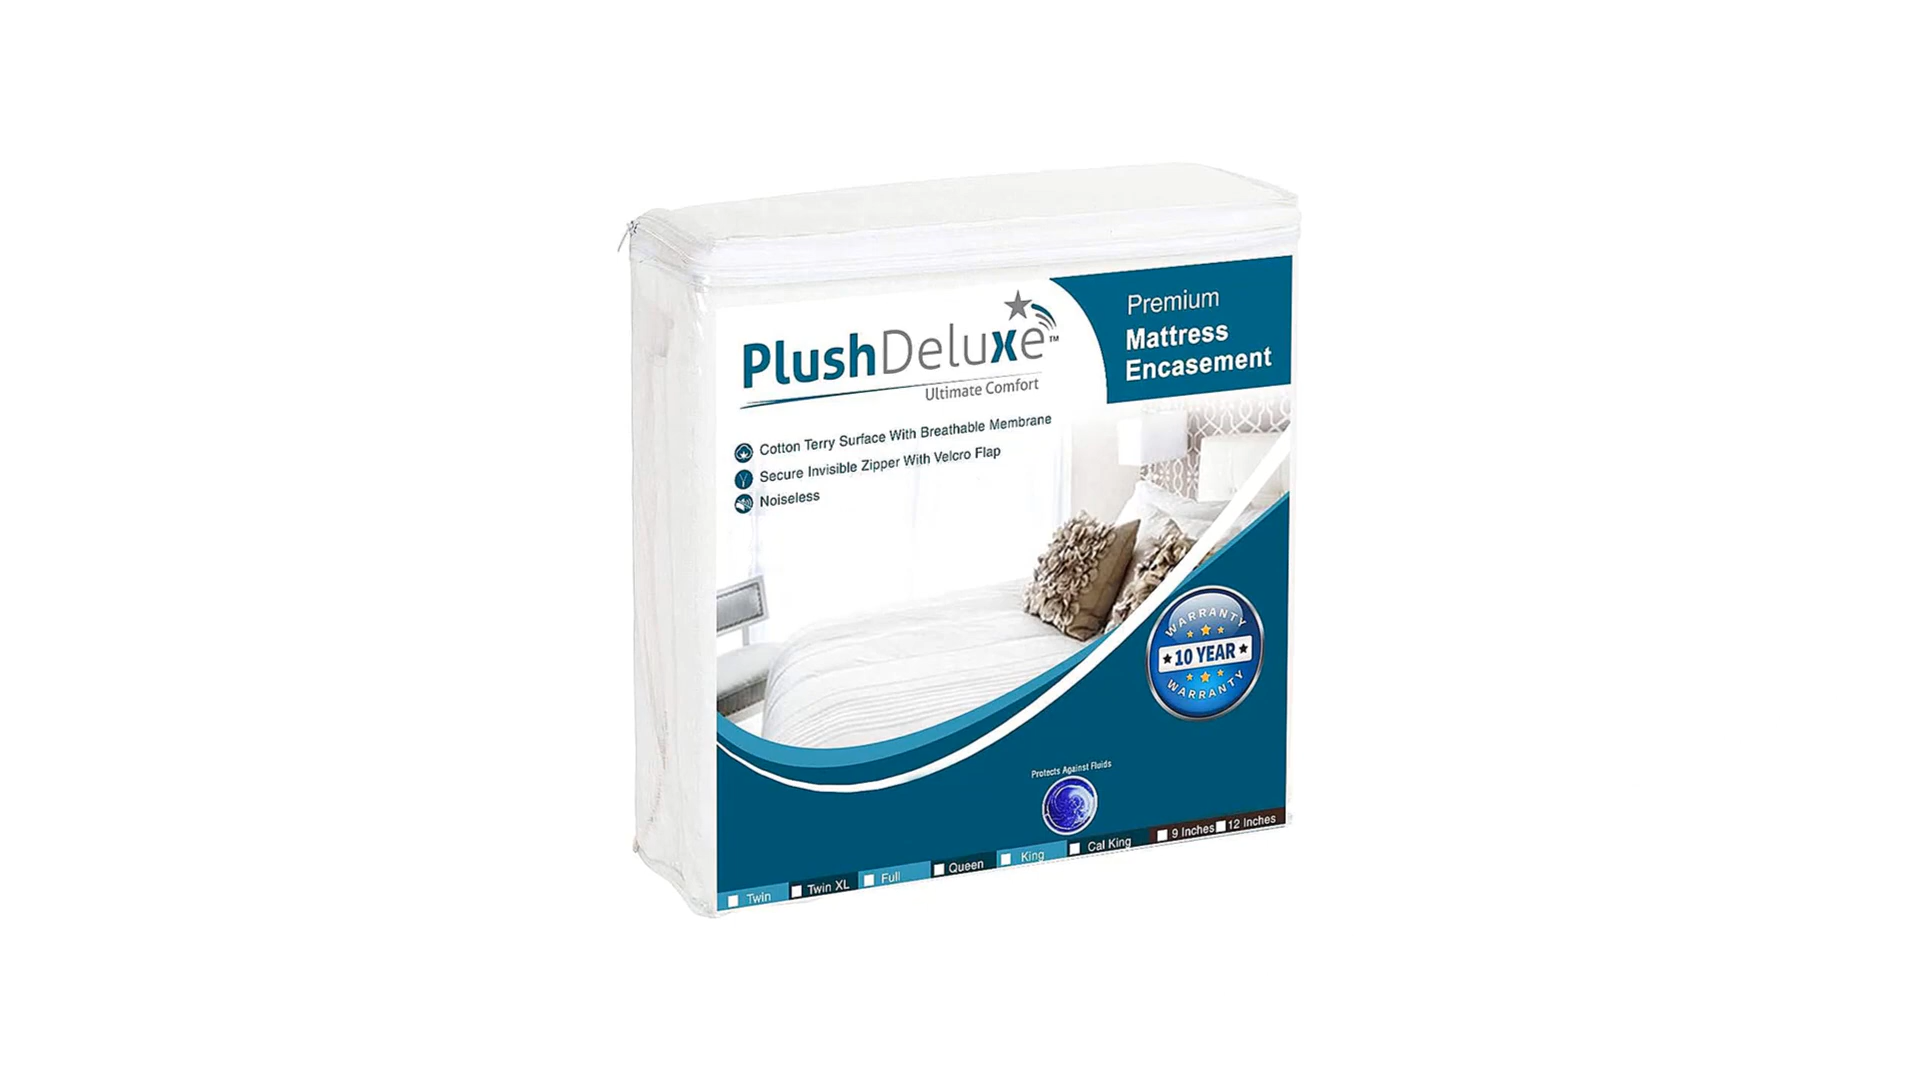 PlushDeluxe™
Ultimate Comfort
Premium
Mattress
Encasement
Cotton Terry Surface With Breathable Membrane
Secure Invisible Zipper With Velcro Flap
Noiseless
WARRANTY
10 YEAR
WARRANTY
Protects Against Fluids
Twin Twin XL Full Queen King Cal King 9 Inches 12 Inches